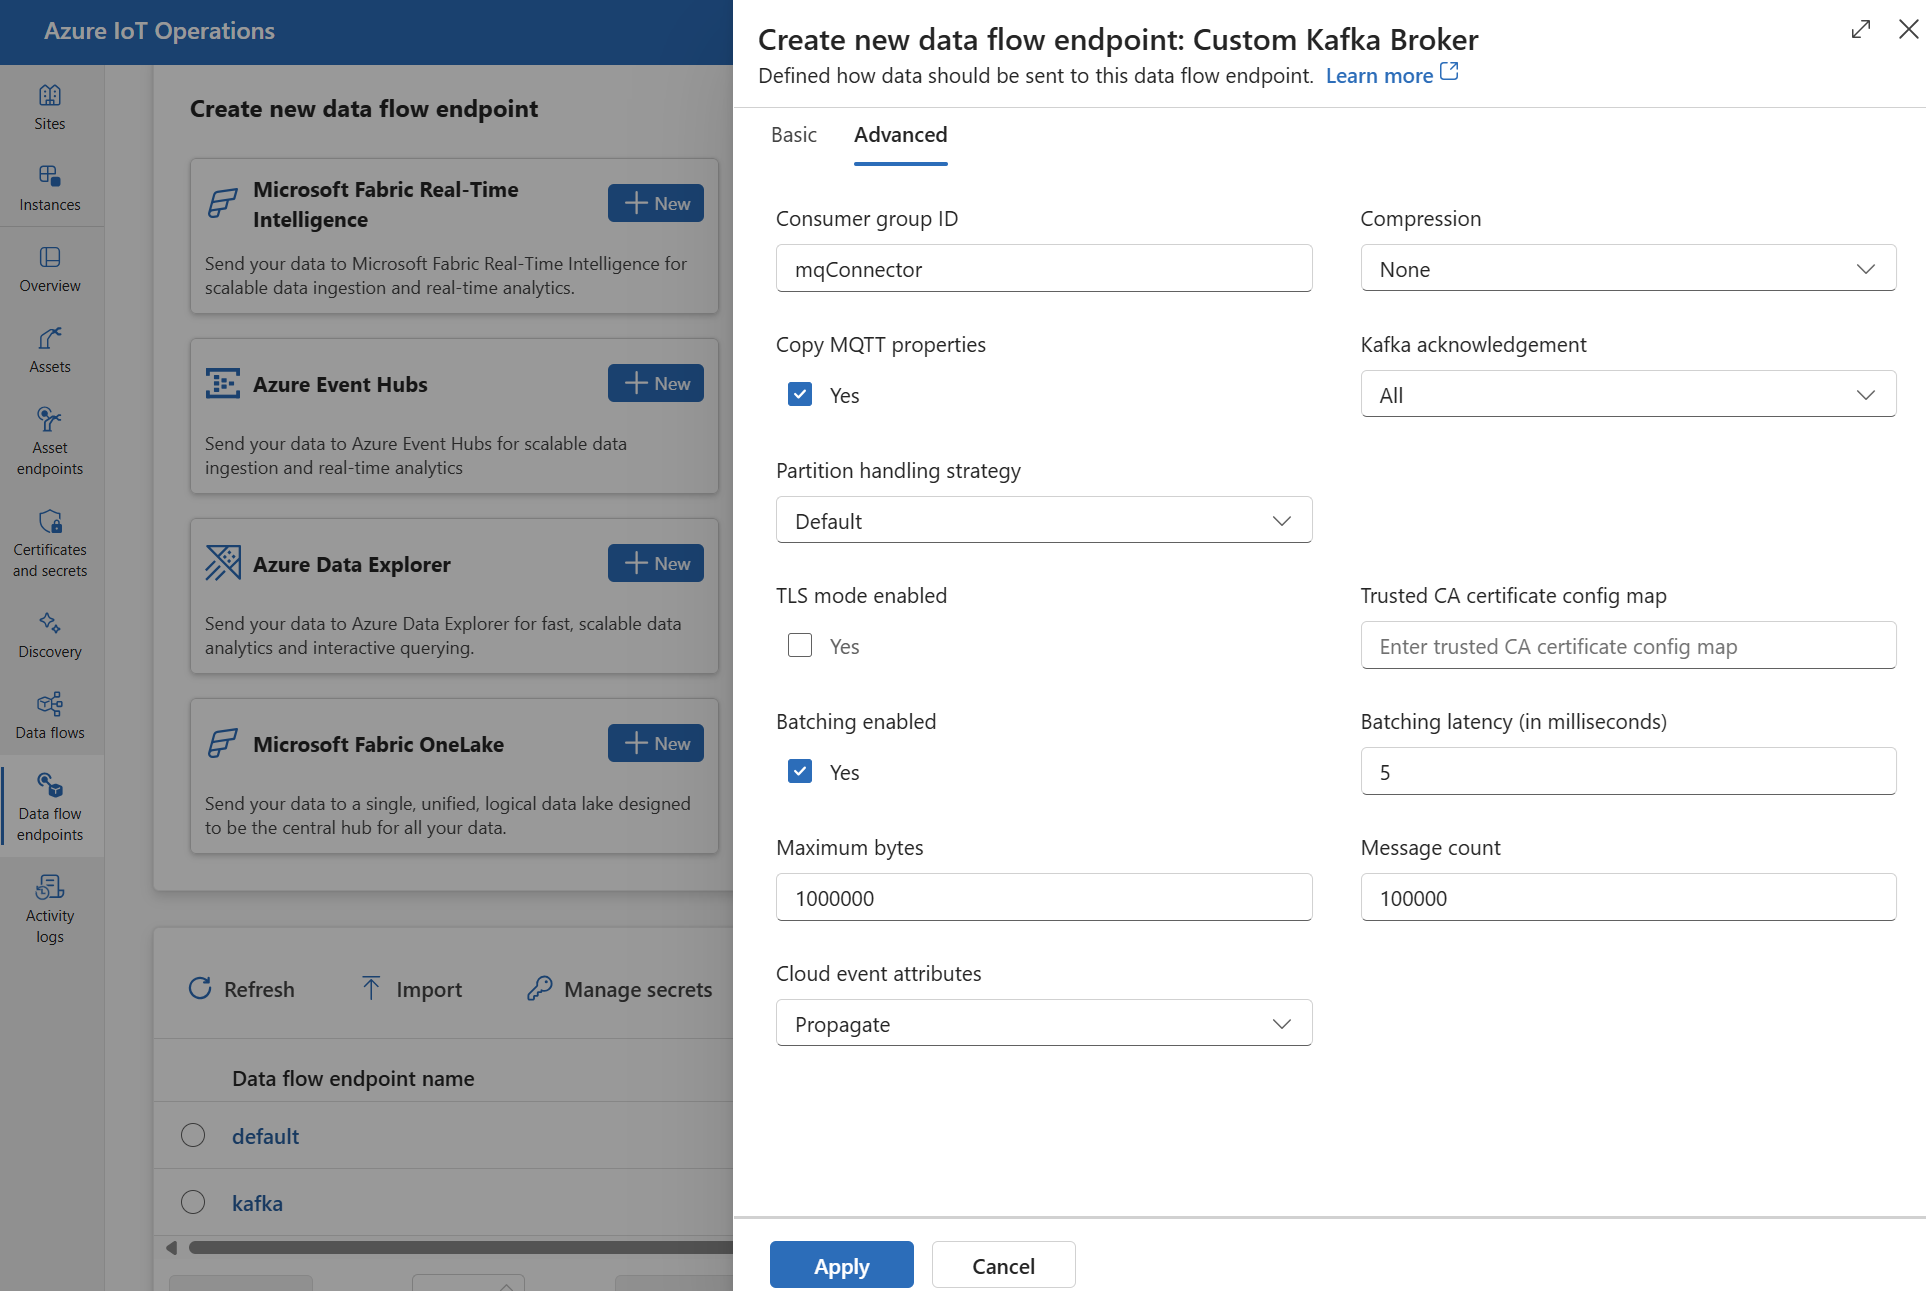 Azure IoT Operations
Sites
Instances
Overview
Assets
Asset
endpoints
Certificates
and secrets
Discovery
Data flows
Data flow
endpoints
Activity
logs
Create new data flow endpoint
Microsoft Fabric Real-Time
Intelligence
New
Send your data to Microsoft Fabric Real-Time Intelligence for
scalable data ingestion and real-time analytics.
Azure Event Hubs
New
Send your data to Azure Event Hubs for scalable data
ingestion and real-time analytics
Azure Data Explorer
New
Send your data to Azure Data Explorer for fast, scalable data
analytics and interactive querying.
Microsoft Fabric OneLake
New
Send your data to a single, unified, logical data lake designed
to be the central hub for all your data.
Refresh
Import
Manage secrets
Data flow endpoint name
default
kafka
Create new data flow endpoint: Custom Kafka Broker
Defined how data should be sent to this data flow endpoint. Learn more
Basic
Advanced
Consumer group ID
mqConnector
Compression
None
Copy MQTT properties
Yes
Kafka acknowledgement
All
Partition handling strategy
Default
TLS mode enabled
Yes
Trusted CA certificate config map
Enter trusted CA certificate config map
Batching enabled
Yes
Batching latency (in milliseconds)
5
Maximum bytes
1000000
Message count
100000
Cloud event attributes
Propagate
Apply
Cancel